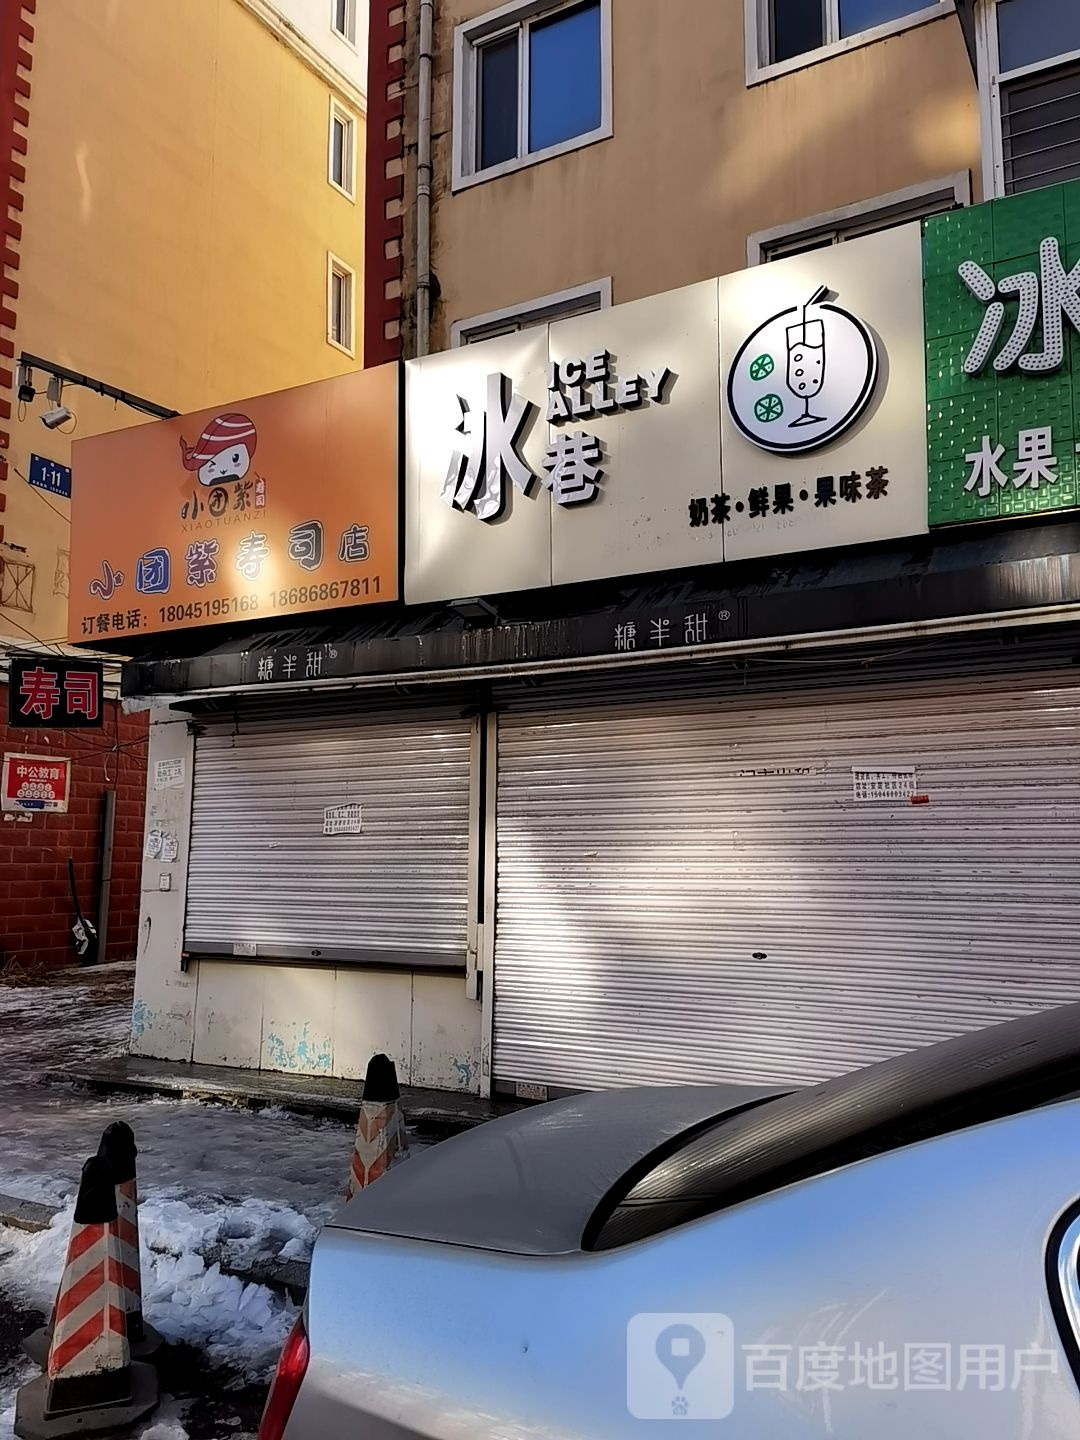 1-11
小团紫
寿司
XIAOTUANZI
小团紫寿司店
订餐电话：18045195168 18686867811
冰巷
ICE
ALLEY
奶茶·鲜果·果味茶
冰
水果
糖半甜®
糖半甜®
寿司
中公教育
百度地图用户